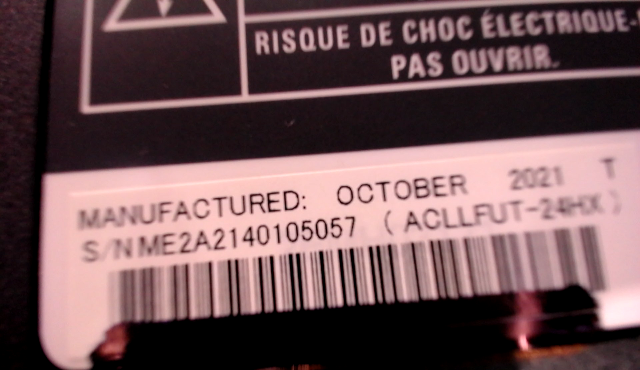 RISQUE DE CHOC ÉLECTRIQUE-
PAS OUVRIR.
MANUFACTURED: OCTOBER 2021 T
S/N ME2A2140105057 (ACLLFUT-24HX)